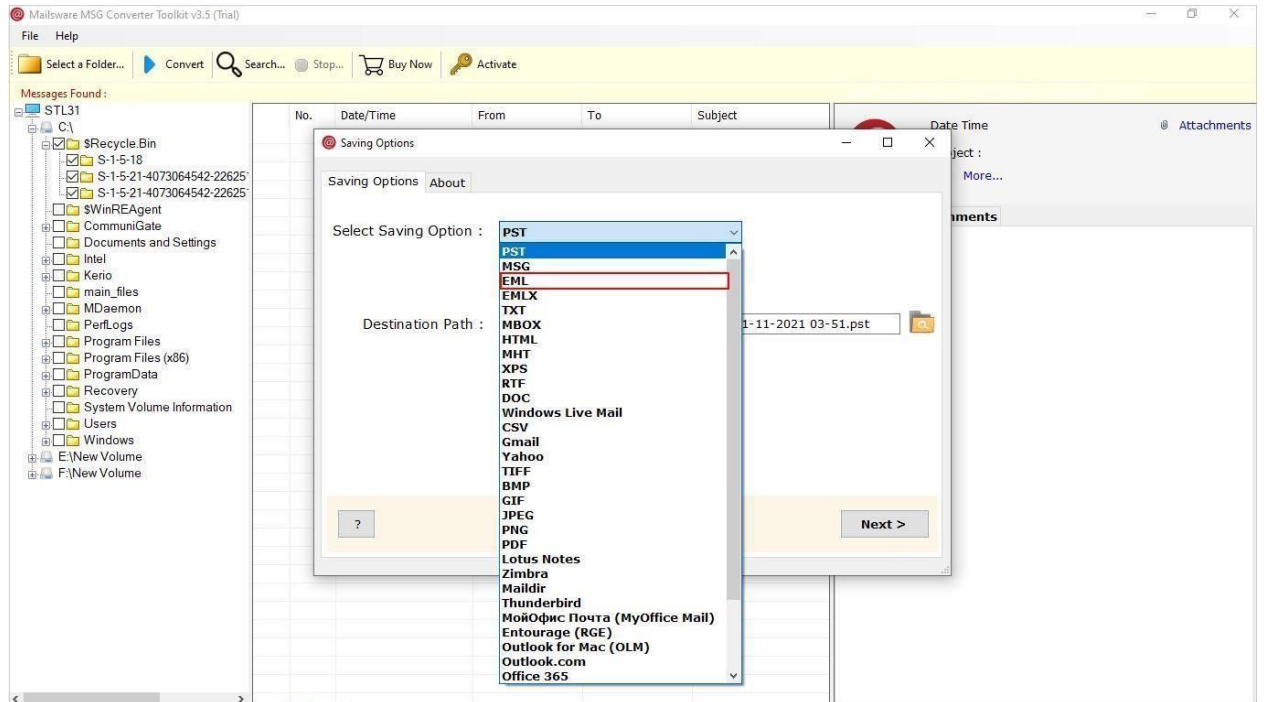 Mailsware MSG Converter Toolkit v3.5 (Trial)
File Help
Select a Folder... Convert Search... Stop... Buy Now Activate
Messages Found :
STL31
C:\
$Recycle.Bin
S-1-5-18
S-1-5-21-4073064542-22625
S-1-5-21-4073064542-22625
$WinREAgent
CommuniGate
Documents and Settings
Intel
Kerio
main_files
MDaemon
PerfLogs
Program Files
Program Files (x86)
ProgramData
Recovery
System Volume Information
Users
Windows
E:\New Volume
F:\New Volume
No. Date/Time From To Subject
Date Time Attachments
ject :
More...
nments
Saving Options
Saving Options About
Select Saving Option : PST
PST
MSG
EML
EMLX
TXT
MBOX
HTML
MHT
XPS
RTF
DOC
Windows Live Mail
CSV
Gmail
Yahoo
TIFF
BMP
GIF
JPEG
PNG
PDF
Lotus Notes
Zimbra
Maildir
Thunderbird
МойОфис Почта (MyOffice Mail)
Entourage (RGE)
Outlook for Mac (OLM)
Outlook.com
Office 365
Destination Path : 1-11-2021 03-51.pst
? Next >